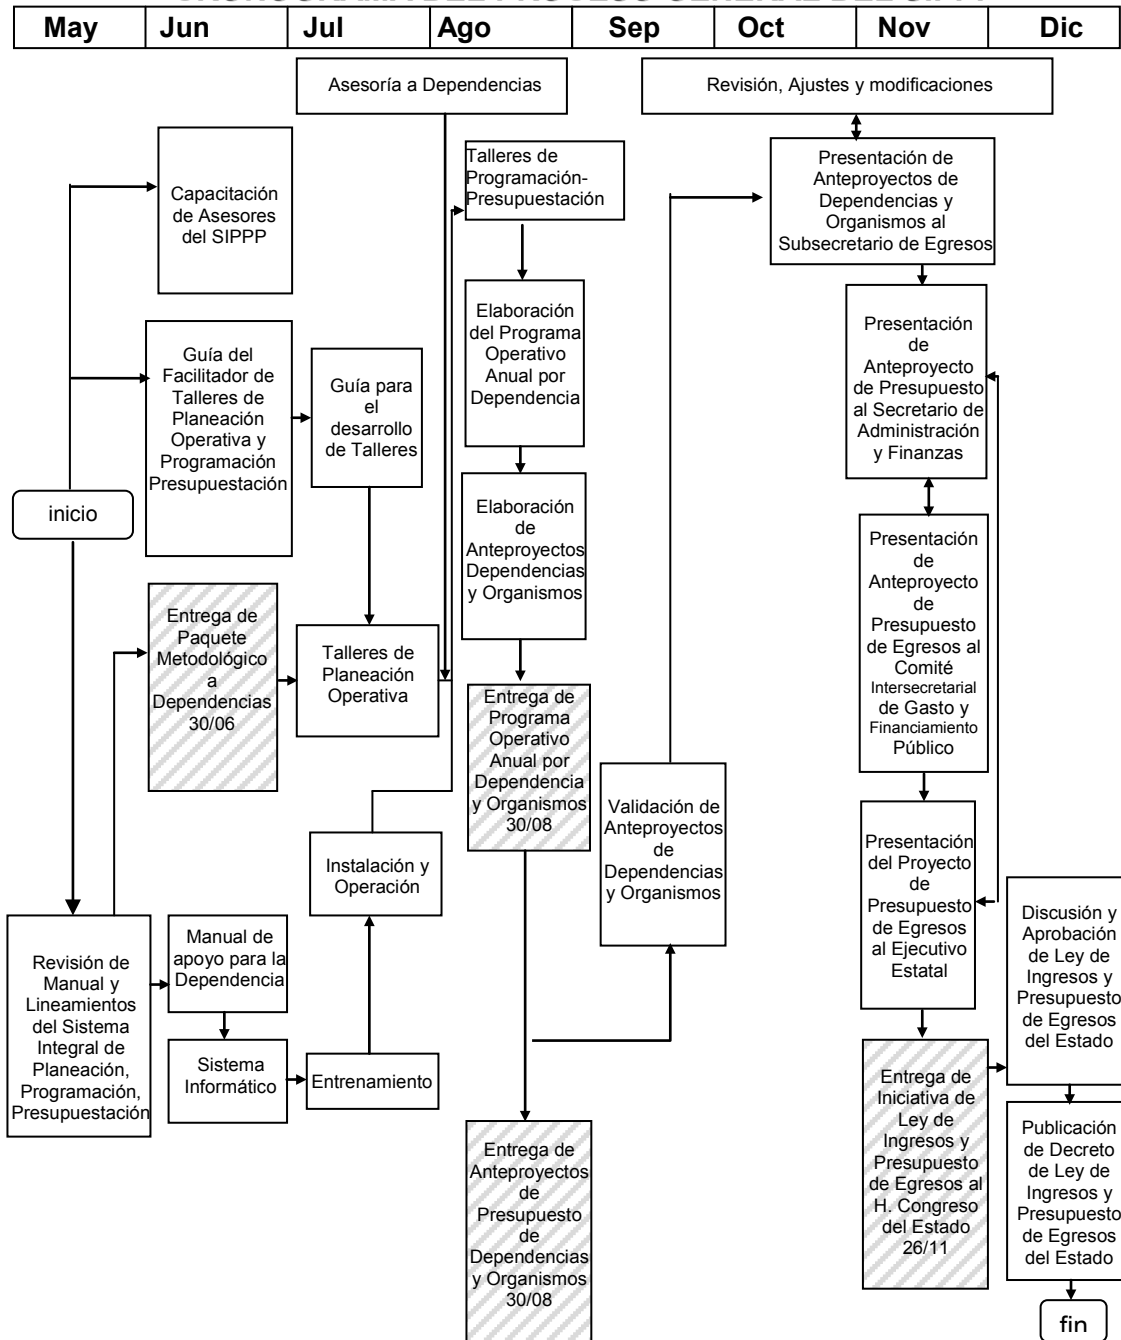 May Jun Jul Ago Sep Oct Nov Dic
Asesoría a Dependencias
Revisión, Ajustes y modificaciones
Capacitación
de Asesores
del SIPPP
Talleres de
Programación-
Presupuestación
Presentación de
Anteproyectos de
Dependencias y
Organismos al
Subsecretario de Egresos
Guía del
Facilitador de
Talleres de
Planeación
Operativa y
Programación
Presupuestación
Guía para
el
desarrollo
de Talleres
Elaboración
del Programa
Operativo
Anual por
Dependencia
Presentación
de
Anteproyecto
de Presupuesto
al Secretario de
Administración
y Finanzas
inicio
Elaboración
de
Anteproyectos
Dependencias
y Organismos
Presentación
de
Anteproyecto
de
Presupuesto
de Egresos al
Comité
Intersecretarial
de Gasto y
Financiamiento
Público
Entrega de
Paquete
Metodológico
a
Dependencias
30/06
Talleres de
Planeación
Operativa
Entrega de
Programa
Operativo
Anual por
Dependencia
y Organismos
30/08
Validación de
Anteproyectos
de
Dependencias
y Organismos
Instalación y
Operación
Presentación
del Proyecto
de
Presupuesto
de Egresos
al Ejecutivo
Estatal
Revisión de
Manual y
Lineamientos
del Sistema
Integral de
Planeación,
Programación,
Presupuestación
Manual de
apoyo para la
Dependencia
Sistema
Informático
Entrenamiento
Discusión y
Aprobación
de Ley de
Ingresos y
Presupuesto
de Egresos
del Estado
Entrega de
Iniciativa de
Ley de
Ingresos y
Presupuesto
de Egresos al
H. Congreso
del Estado
26/11
Entrega de
Anteproyectos
de
Presupuesto
de
Dependencias
y Organismos
30/08
Publicación
de Decreto
de Ley de
Ingresos y
Presupuesto
de Egresos
del Estado
fin